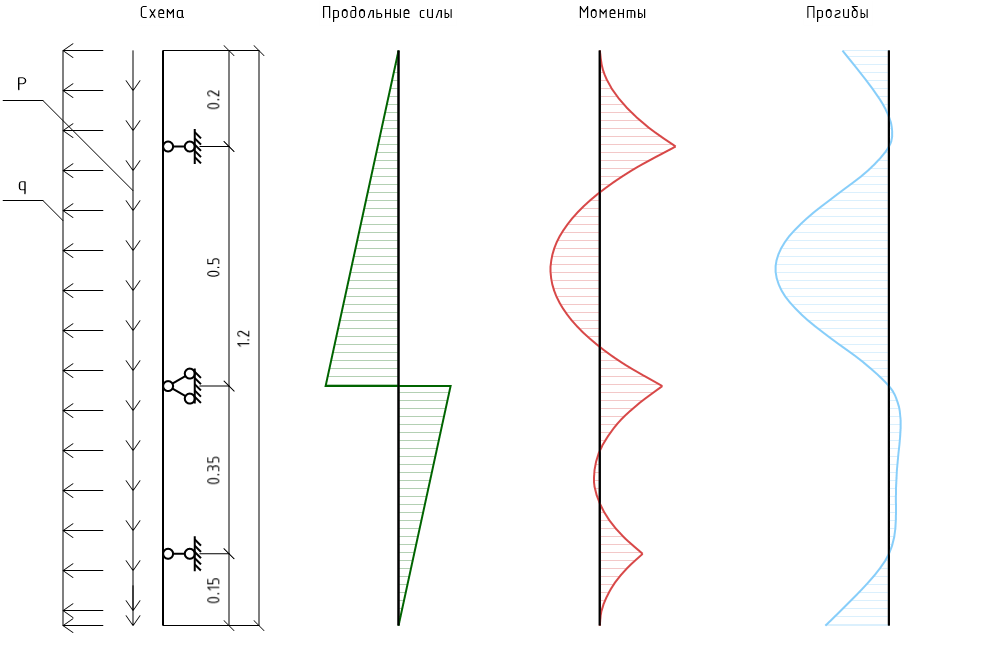 Схема
Продольные силы
Моменты
Прогибы
P
q
0.2
0.5
1.2
0.35
0.15